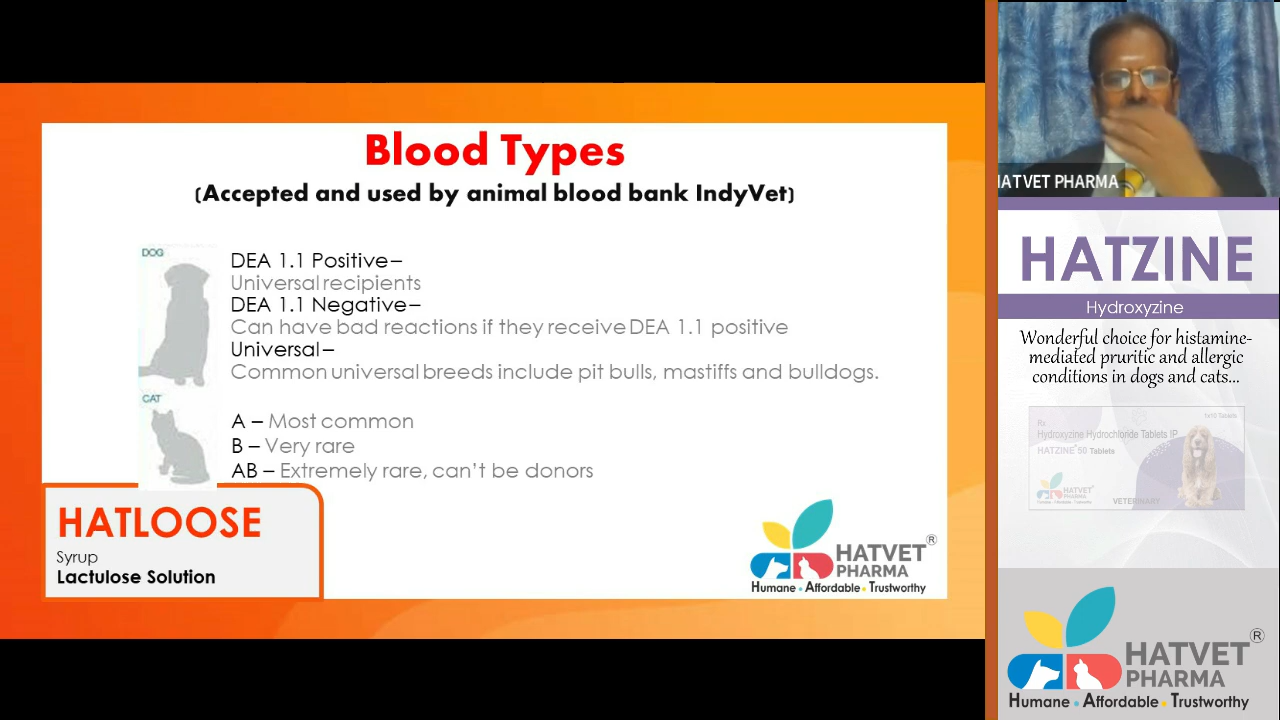 Blood Types
(Accepted and used by animal blood bank IndyVet)
DOG
DEA 1.1 Positive–
Universal recipients
DEA 1.1 Negative–
Can have bad reactions if they receive DEA 1.1 positive
Universal–
Common universal breeds include pit bulls, mastiffs and bulldogs.
CAT
A – Most common
B – Very rare
AB – Extremely rare, can't be donors
HATLOOSE
Syrup
Lactulose Solution
HATVET ®
PHARMA
Humane • Affordable • Trustworthy
HATVET PHARMA
HATZINE
Hydroxyzine
Wonderful choice for histamine-
mediated pruritic and allergic
conditions in dogs and cats...
Rx
Hydroxyzine Hydrochloride Tablets IP
HATZINE 50 Tablets
HATVET
PHARMA
VETERINARY
HATVET ®
PHARMA
Humane • Affordable • Trustworthy